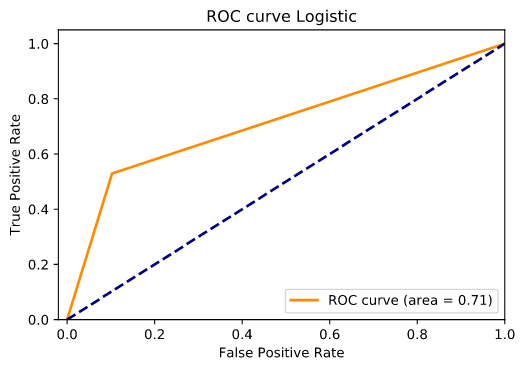 ROC curve Logistic
True Positive Rate
1.0
0.8
0.6
0.4
0.2
0.0
ROC curve (area = 0.71)
0.0 0.2 0.4 0.6 0.8 1.0
False Positive Rate